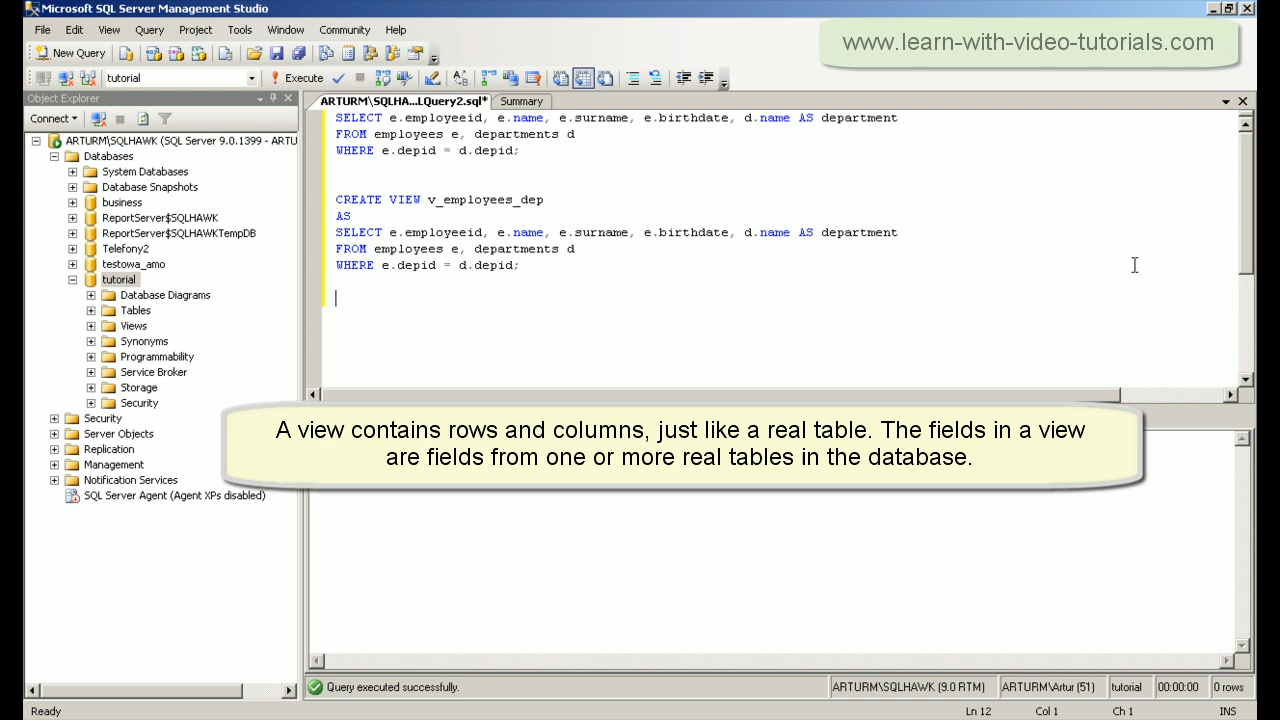 Microsoft SQL Server Management Studio
File Edit View Query Project Tools Window Community Help
www.learn-with-video-tutorials.com
New Query
tutorial Execute
Object Explorer
ARTURM\SQLHA...LQuery2.sql* Summary
Connect
ARTURM\SQLHAWK (SQL Server 9.0.1399 - ARTU
Databases
System Databases
Database Snapshots
business
ReportServer$SQLHAWK
ReportServer$SQLHAWKTempDB
Telefony2
testowa_amo
tutorial
Database Diagrams
Tables
Views
Synonyms
Programmability
Service Broker
Storage
Security
Security
Server Objects
Replication
Management
Notification Services
SQL Server Agent (Agent XPs disabled)
SELECT e.employeeid, e.name, e.surname, e.birthdate, d.name AS department
FROM employees e, departments d
WHERE e.depid = d.depid;
CREATE VIEW v_employees_dep
AS
SELECT e.employeeid, e.name, e.surname, e.birthdate, d.name AS department
FROM employees e, departments d
WHERE e.depid = d.depid;
A view contains rows and columns, just like a real table. The fields in a view
are fields from one or more real tables in the database.
Query executed successfully. ARTURM\SQLHAWK (9.0 RTM) ARTURM\Artur (51) tutorial 00:00:00 0 rows
Ready Ln 12 Col 1 Ch 1 INS